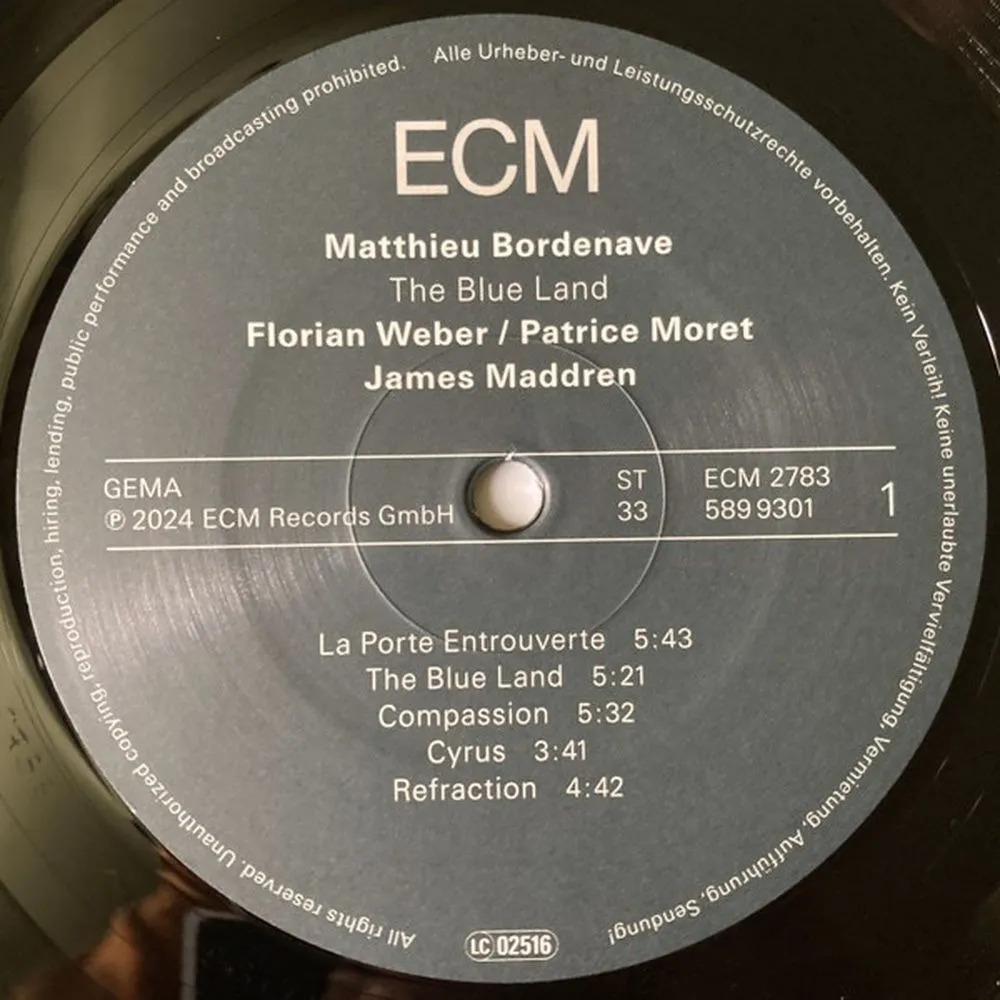 ECM
Matthieu Bordenave
The Blue Land
Florian Weber / Patrice Moret
James Maddren
GEMA
℗ 2024 ECM Records GmbH
ST
33
ECM 2783
589 9301
1
La Porte Entrouverte 5:43
The Blue Land 5:21
Compassion 5:32
Cyrus 3:41
Refraction 4:42
Alle Urheber- und Leistungsschutzrechte vorbehalten. Kein Verleih! Keine unerlaubte Vervielfältigung, Vermietung, Aufführung, Sendung!
LC 02516
All rights reserved. Unauthorized copying, reproduction, hiring, lending, public performance and broadcasting prohibited.